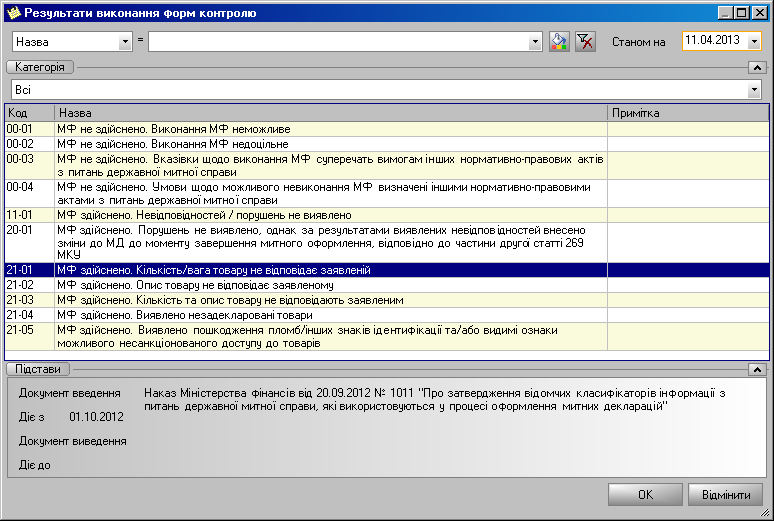 Результати виконання форм контролю
Назва = Станом на 11.04.2013
Категорія
Всі
Код Назва Примітка
00-01 МФ не здійснено. Виконання МФ неможливе
00-02 МФ не здійснено. Виконання МФ недоцільне
00-03 МФ не здійснено. Вказівки щодо виконання МФ суперечать вимогам інших нормативно-правових актів
з питань державної митної справи
00-04 МФ не здійснено. Умови щодо можливого невиконання МФ визначені іншими нормативно-правовими
актами з питань державної митної справи
11-01 МФ здійснено. Невідповідностей / порушень не виявлено
20-01 МФ здійснено. Порушень не виявлено, однак за результатами виявлених невідповідностей внесено
зміни до МД до моменту завершення митного оформлення, відповідно до частини другої статті 269
МКУ
21-01 МФ здійснено. Кількість/вага товару не відповідає заявленій
21-02 МФ здійснено. Опис товару не відповідає заявленому
21-03 МФ здійснено. Кількість та опис товару не відповідають заявленим
21-04 МФ здійснено. Виявлено незадекларовані товари
21-05 МФ здійснено. Виявлено пошкодження пломб/інших знаків ідентифікації та/або видимі ознаки
можливого несанкціонованого доступу до товарів
Підстави
Документ введення Наказ Міністерства фінансів від 20.09.2012 № 1011 "Про затвердження відомчих класифікаторів інформації з
питань державної митної справи, які використовуються у процесі оформлення митних декларацій"
Діє з 01.10.2012
Документ виведення
Діє до
OK Відмінити